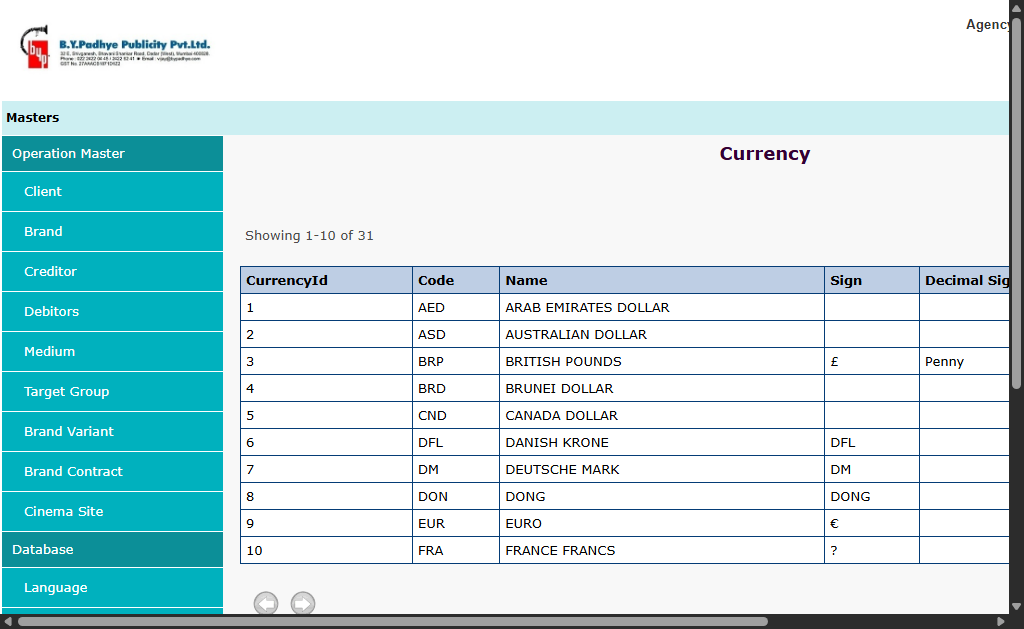 Agency
byp
B.Y.Padhye Publicity Pvt.Ltd.
Masters
Operation Master
Client
Brand
Creditor
Debitors
Medium
Target Group
Brand Variant
Brand Contract
Cinema Site
Database
Language
Currency
Showing 1-10 of 31
CurrencyId Code Name Sign Decimal Sig
1 AED ARAB EMIRATES DOLLAR
2 ASD AUSTRALIAN DOLLAR
3 BRP BRITISH POUNDS £ Penny
4 BRD BRUNEI DOLLAR
5 CND CANADA DOLLAR
6 DFL DANISH KRONE DFL
7 DM DEUTSCHE MARK DM
8 DON DONG DONG
9 EUR EURO €
10 FRA FRANCE FRANCS ?